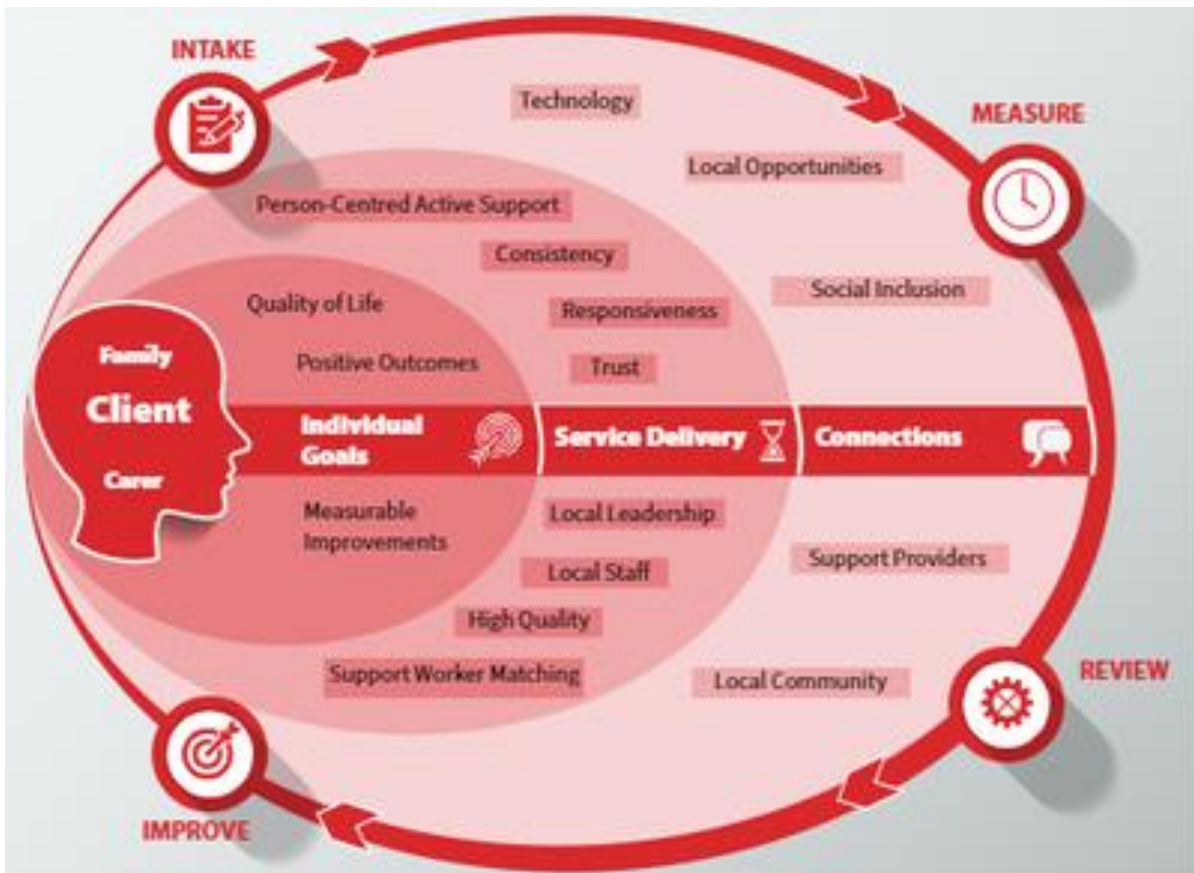 INTAKE
Technology
MEASURE
Local Opportunities
Person-Centred Active Support
Consistency
Social Inclusion
Quality of Life
Responsiveness
Family
Positive Outcomes
Trust
Client
Individual
Goals
Service Delivery
Connections
Carer
Measurable
Improvements
Local Leadership
Support Providers
Local Staff
High Quality
Support Worker Matching
Local Community
REVIEW
IMPROVE